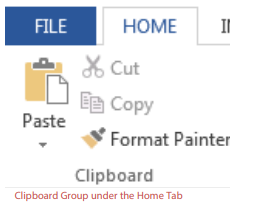 FILE HOME
Cut
Copy
Paste
Format Painter
Clipboard
Clipboard Group under the Home Tab